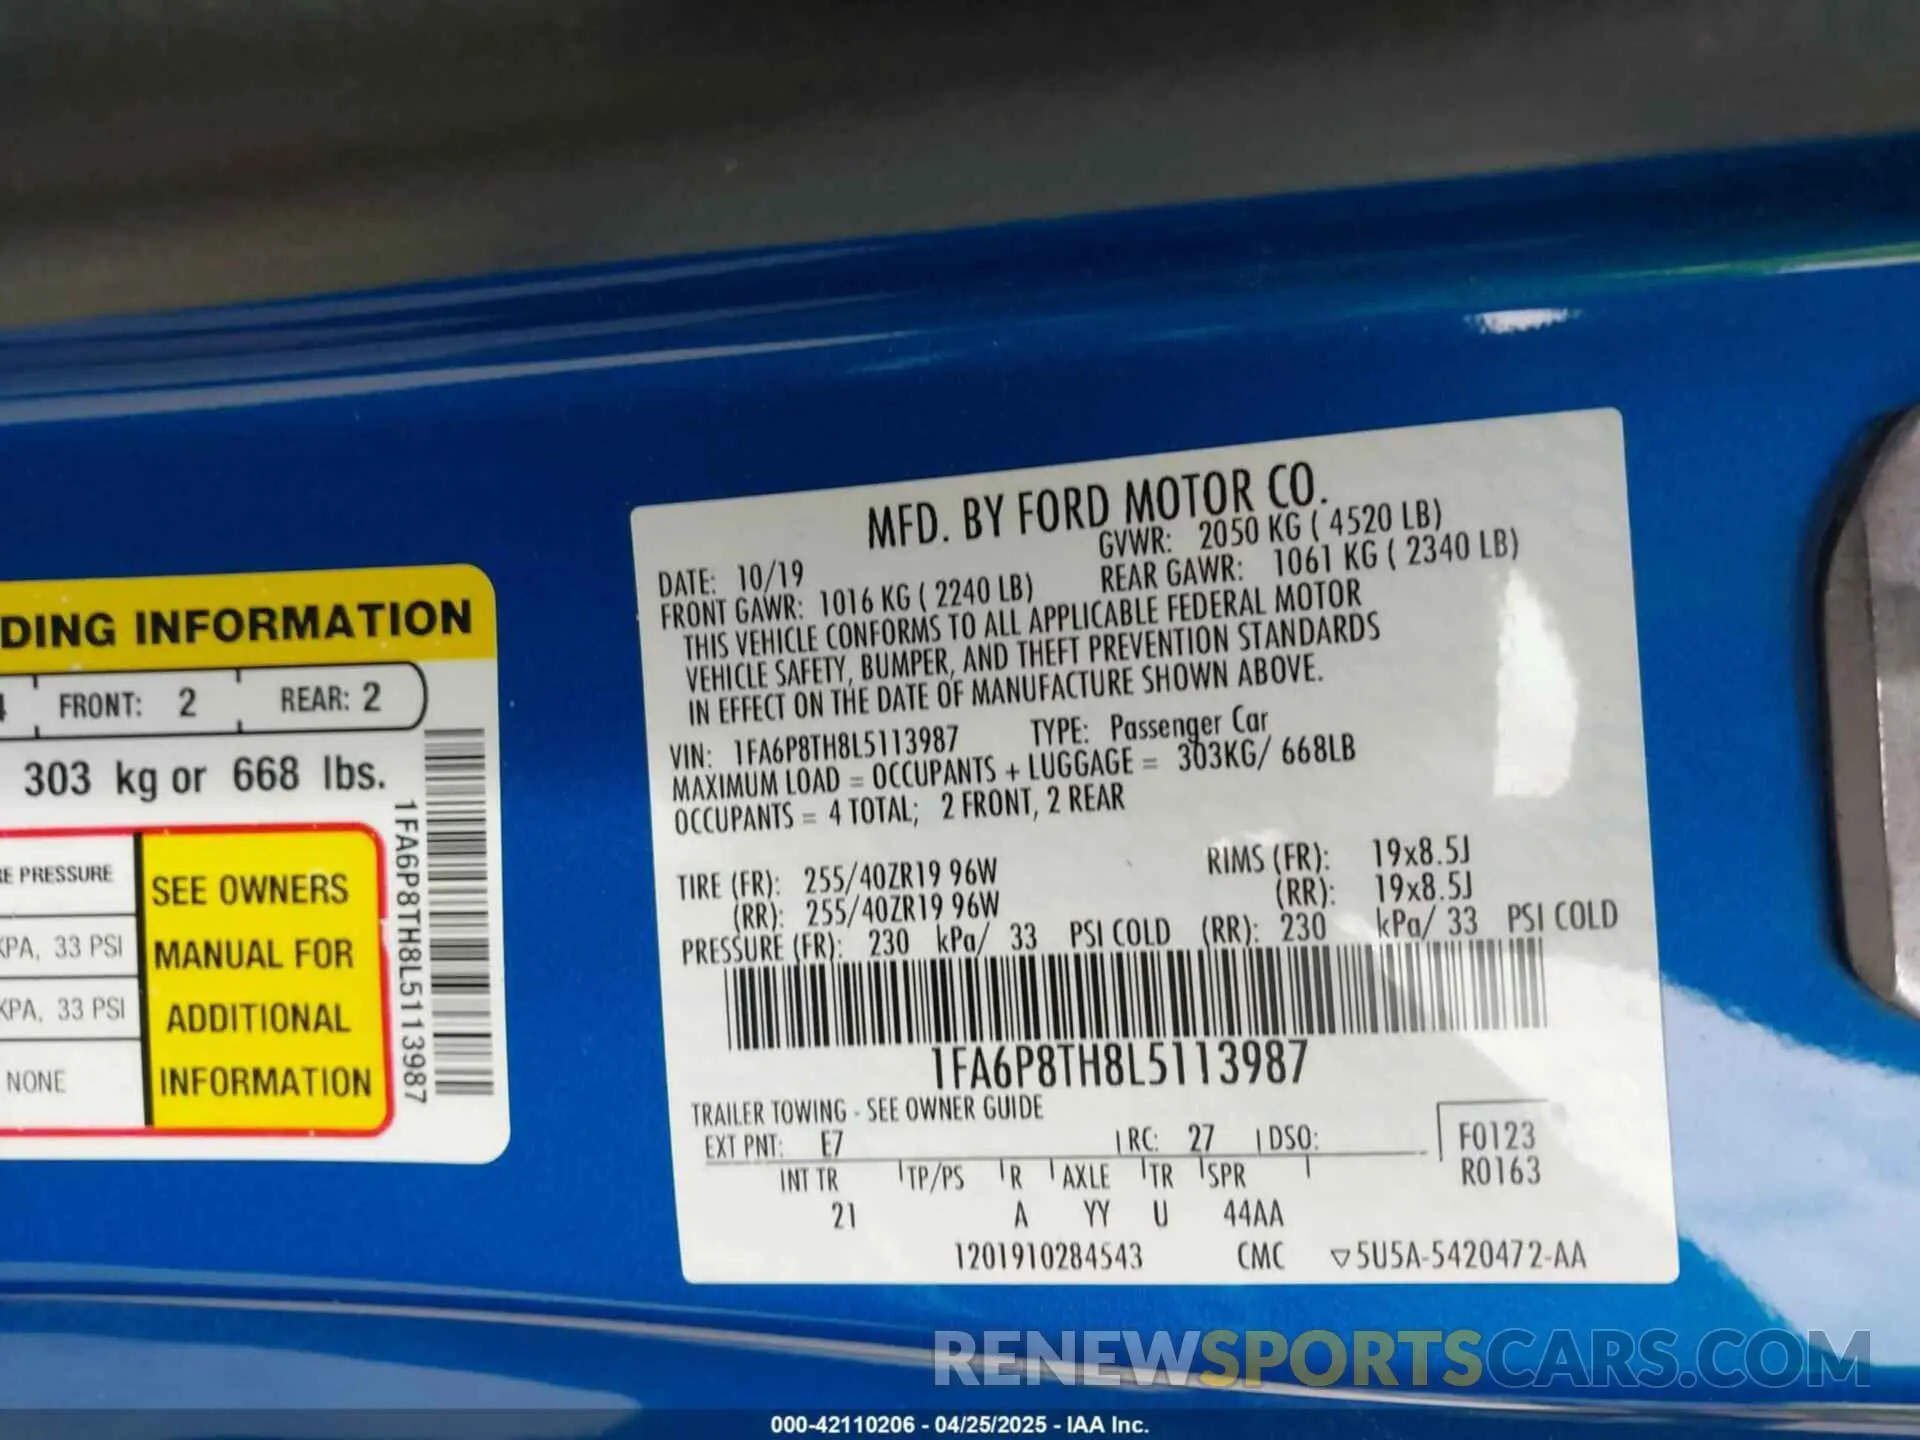 DING INFORMATION
FRONT: 2 REAR: 2
303 kg or 668 lbs.
RE PRESSURE
KPA, 33 PSI
KPA, 33 PSI
NONE
SEE OWNERS
MANUAL FOR
ADDITIONAL
INFORMATION
1FA6P8TH8L5113987
MFD. BY FORD MOTOR CO.
DATE: 10/19 GVWR: 2050 KG ( 4520 LB)
FRONT GAWR: 1016 KG ( 2240 LB) REAR GAWR: 1061 KG ( 2340 LB)
THIS VEHICLE CONFORMS TO ALL APPLICABLE FEDERAL MOTOR
VEHICLE SAFETY, BUMPER, AND THEFT PREVENTION STANDARDS
IN EFFECT ON THE DATE OF MANUFACTURE SHOWN ABOVE.
VIN: 1FA6P8TH8L5113987 TYPE: Passenger Car
MAXIMUM LOAD = OCCUPANTS + LUGGAGE = 303KG/ 668LB
OCCUPANTS = 4 TOTAL; 2 FRONT, 2 REAR
TIRE (FR): 255/40ZR19 96W RIMS (FR): 19x8.5J
(RR): 255/40ZR19 96W (RR): 19x8.5J
PRESSURE (FR): 230 kPa/ 33 PSI COLD (RR): 230 kPa/ 33 PSI COLD
1FA6P8TH8L5113987
TRAILER TOWING - SEE OWNER GUIDE
EXT PNT: E7 RC: 27 DSO: F0123
R0163
INT TR TP/PS R AXLE TR SPR
21 A YY U 44AA
1201910284543 CMC ▽5U5A-5420472-AA
RENEWSPORTSCARS.COM
000-42110206 - 04/25/2025 - IAA Inc.